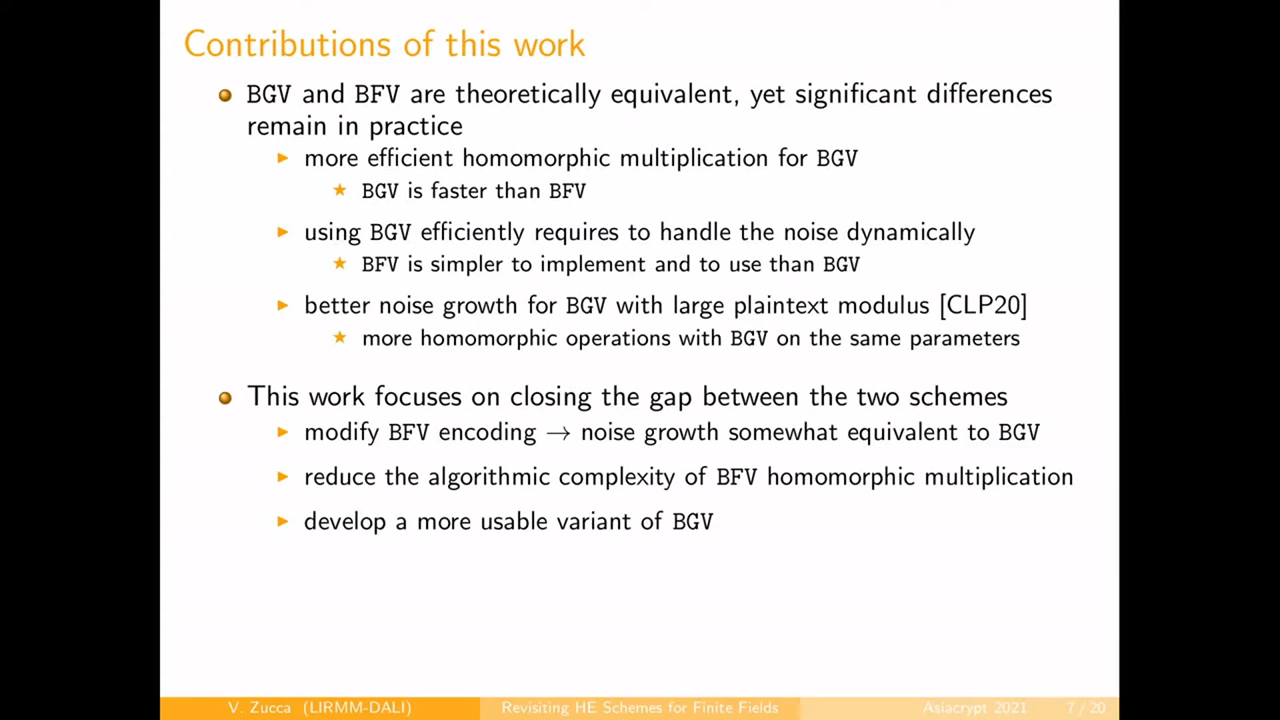 Contributions of this work
BGV and BFV are theoretically equivalent, yet significant differences
remain in practice
more efficient homomorphic multiplication for BGV
BGV is faster than BFV
using BGV efficiently requires to handle the noise dynamically
BFV is simpler to implement and to use than BGV
better noise growth for BGV with large plaintext modulus [CLP20]
more homomorphic operations with BGV on the same parameters
This work focuses on closing the gap between the two schemes
modify BFV encoding → noise growth somewhat equivalent to BGV
reduce the algorithmic complexity of BFV homomorphic multiplication
develop a more usable variant of BGV
V. Zucca (LIRMM-DALI) Revisiting HE Schemes for Finite Fields Asiacrypt 2021 7 / 20